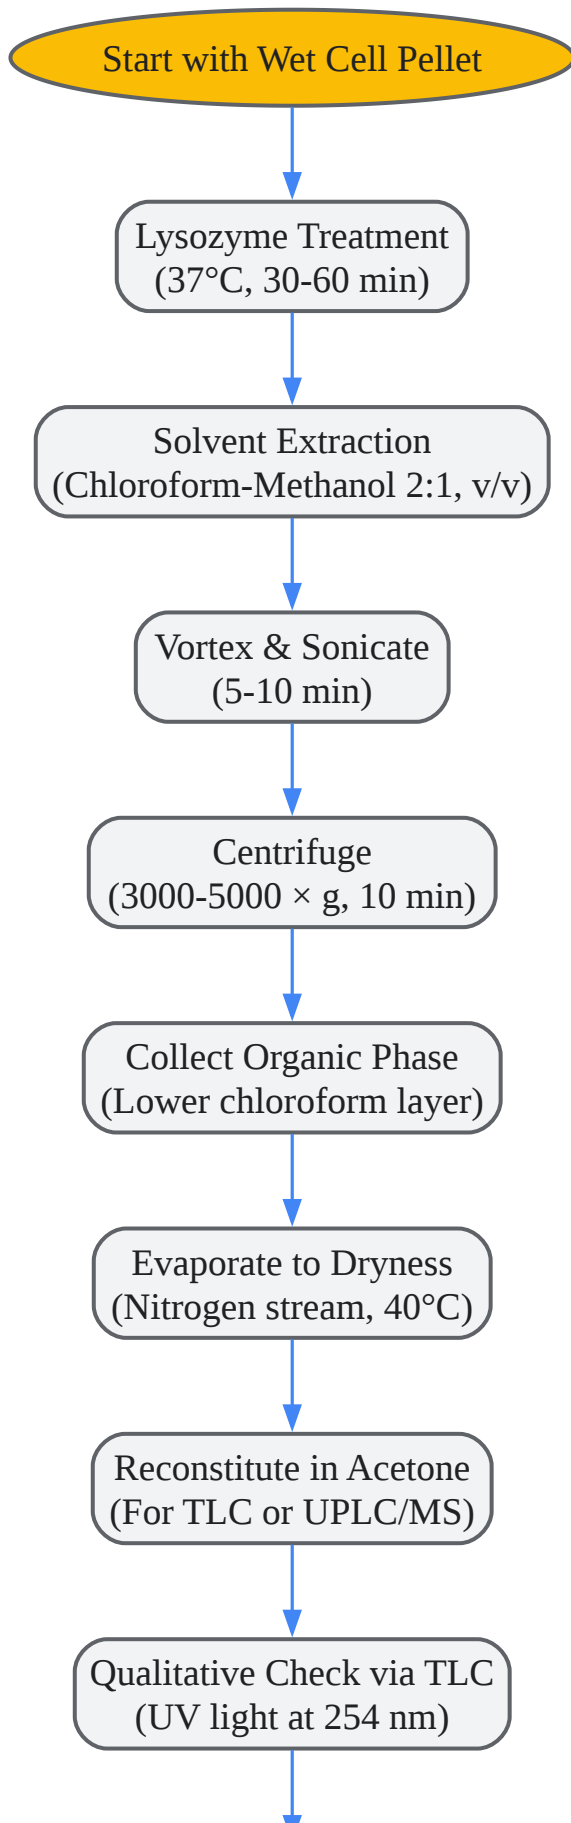 Start with Wet Cell Pellet
Lysozyme Treatment
(37°C, 30-60 min)
Solvent Extraction
(Chloroform-Methanol 2:1, v/v)
Vortex & Sonicate
(5-10 min)
Centrifuge
(3000-5000 × g, 10 min)
Collect Organic Phase
(Lower chloroform layer)
Evaporate to Dryness
(Nitrogen stream, 40°C)
Reconstitute in Acetone
(For TLC or UPLC/MS)
Qualitative Check via TLC
(UV light at 254 nm)